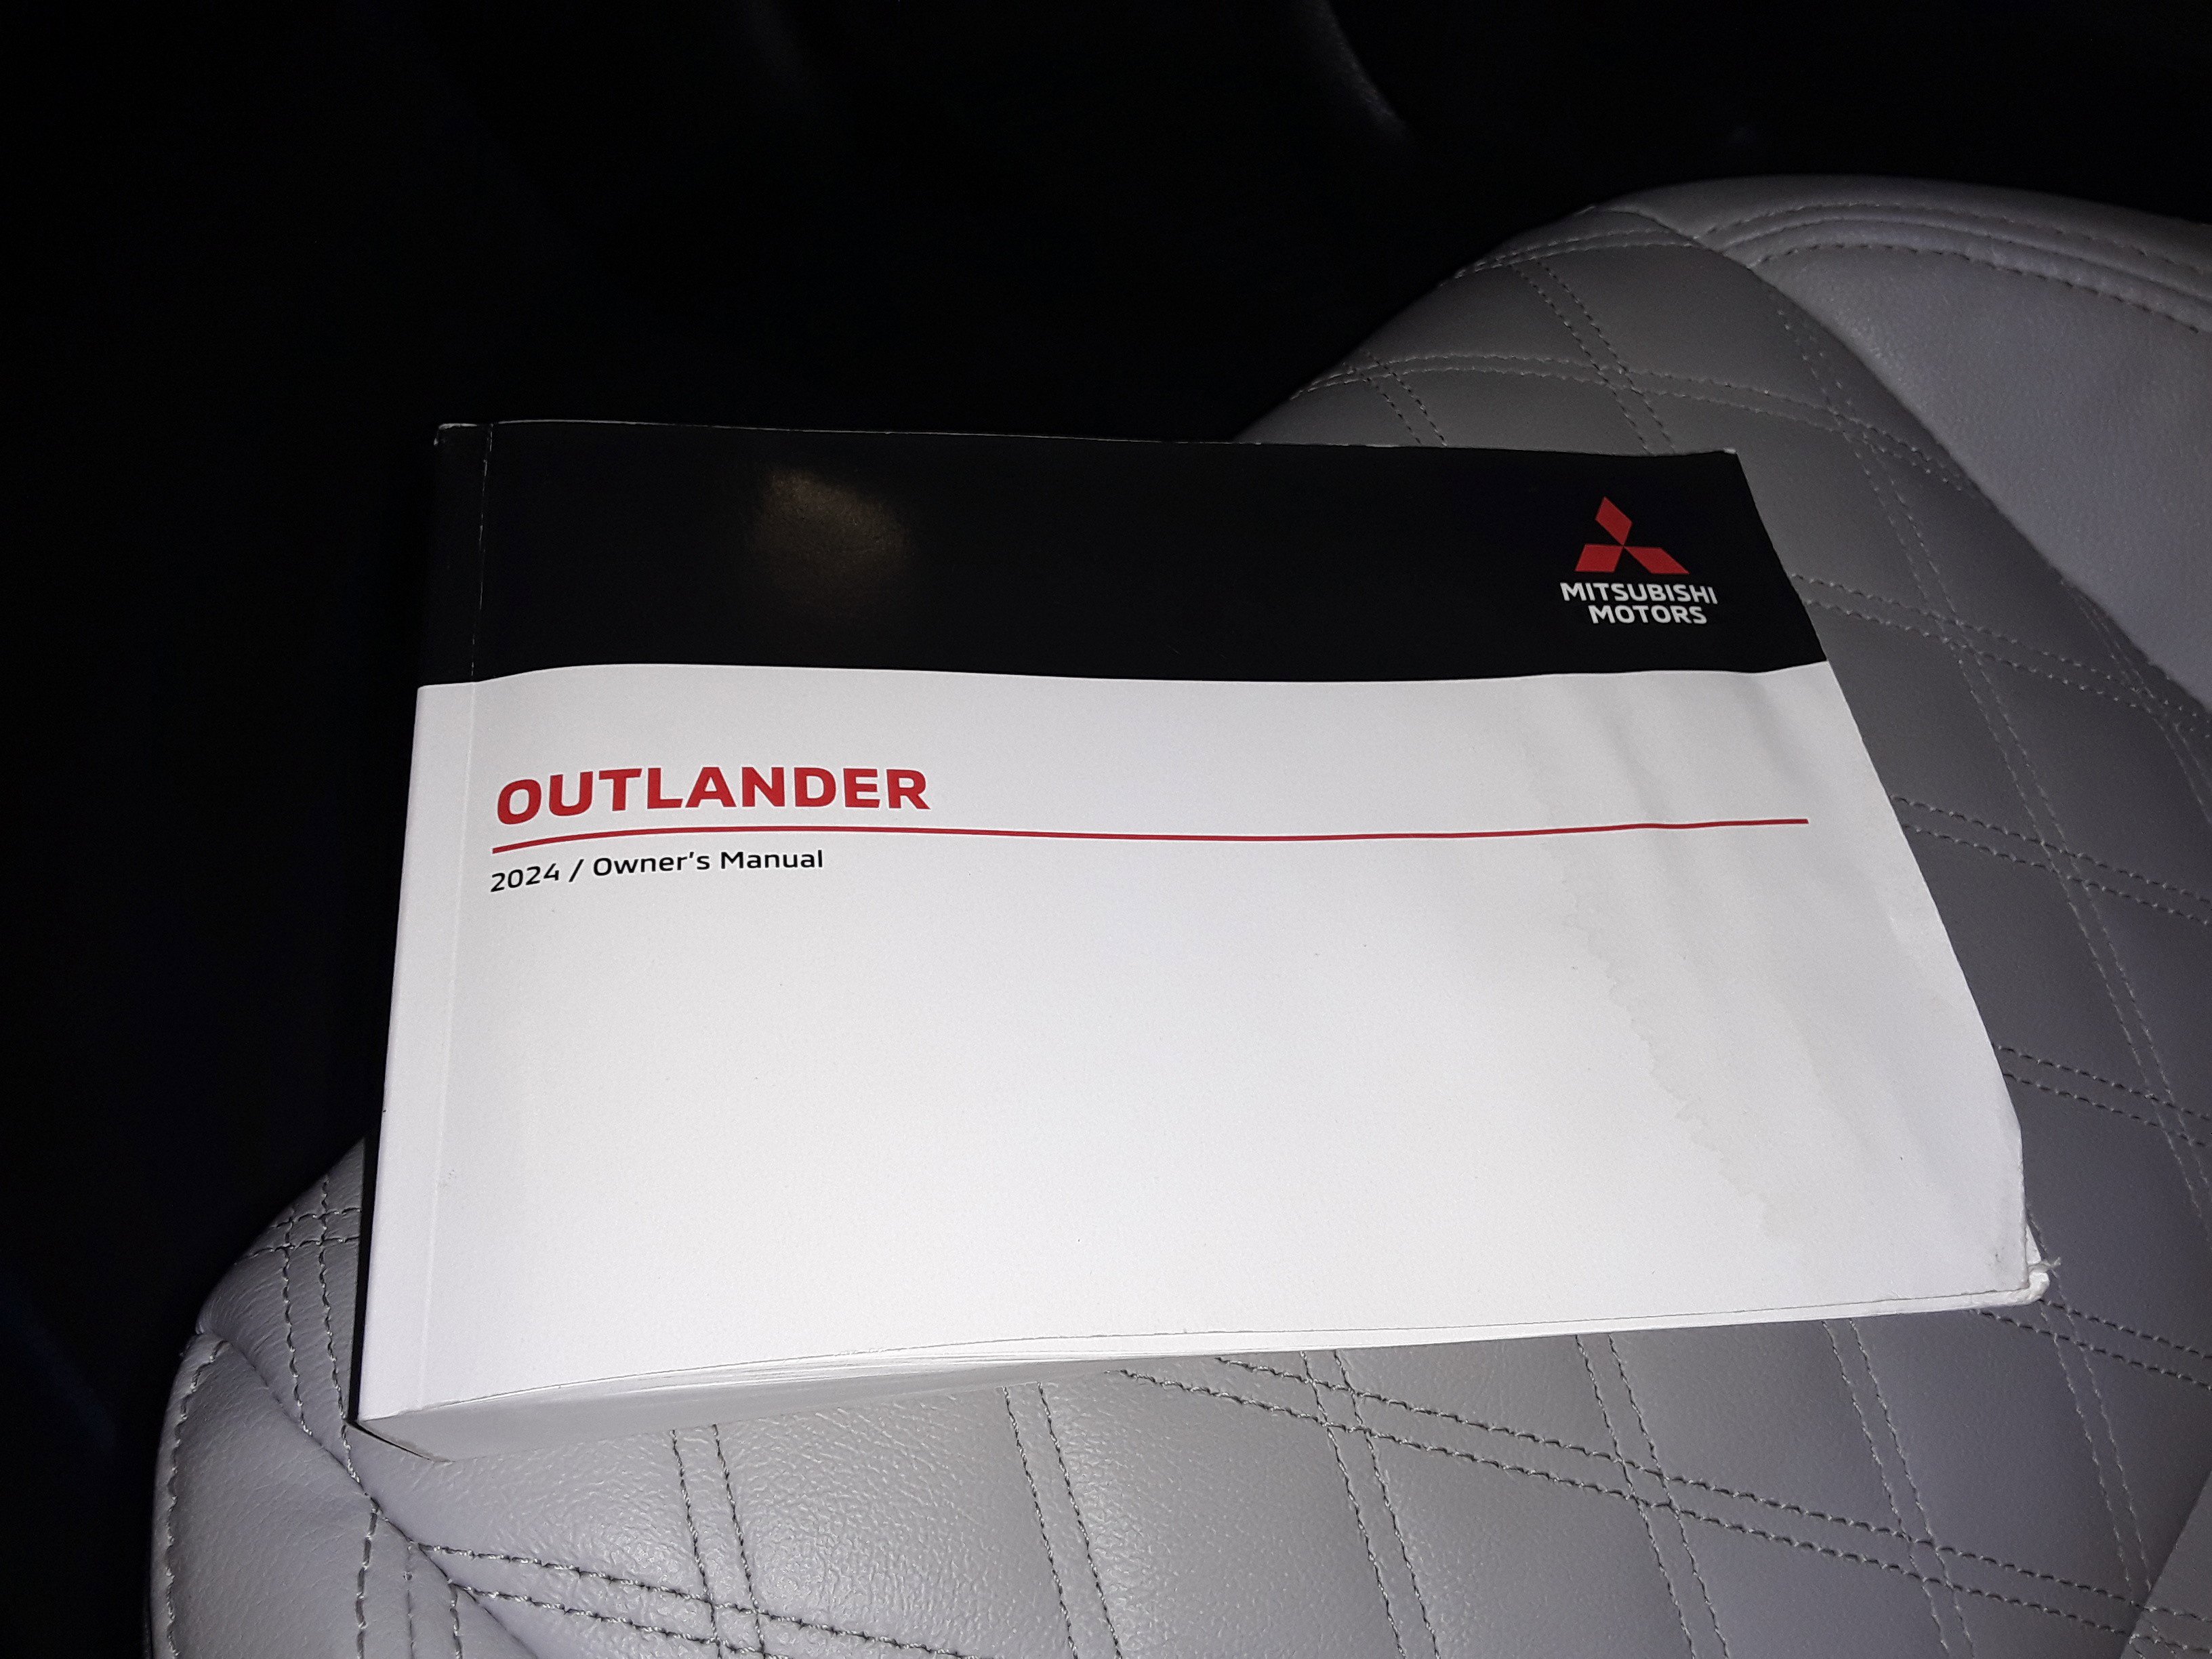 MITSUBISHI
MOTORS
OUTLANDER
2024 / Owner's Manual